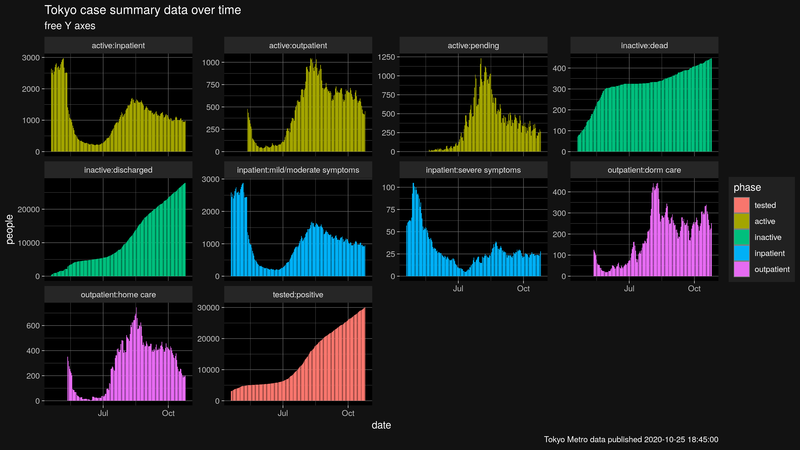 Tokyo case summary data over time
free Y axes
active:inpatient
active:outpatient
active:pending
inactive:dead
3000
2000
1000
0
1000
750
500
250
0
1250
1000
750
500
250
0
400
300
200
100
0
inactive:discharged
inpatient:mild/moderate symptoms
inpatient:severe symptoms
outpatient:dorm care
20000
10000
0
3000
2000
1000
0
100
75
50
25
0
400
300
200
100
0
Jul Oct
Jul Oct
outpatient:home care
tested:positive
600
400
200
0
30000
20000
10000
0
Jul Oct
Jul Oct
people
date
phase
tested
active
inactive
inpatient
outpatient
Tokyo Metro data published 2020-10-25 18:45:00